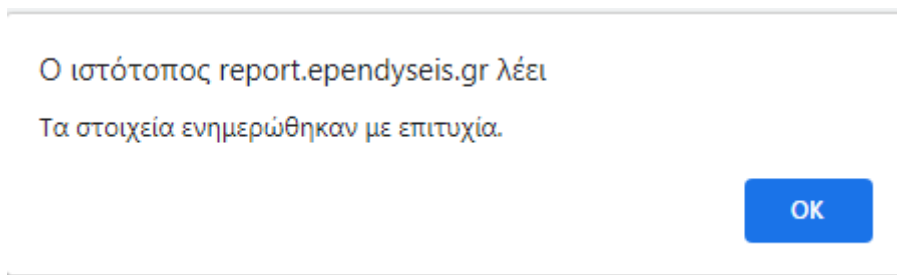 Ο ιστότοπος report.ependyseis.gr λέει
Τα στοιχεία ενημερώθηκαν με επιτυχία.
OK